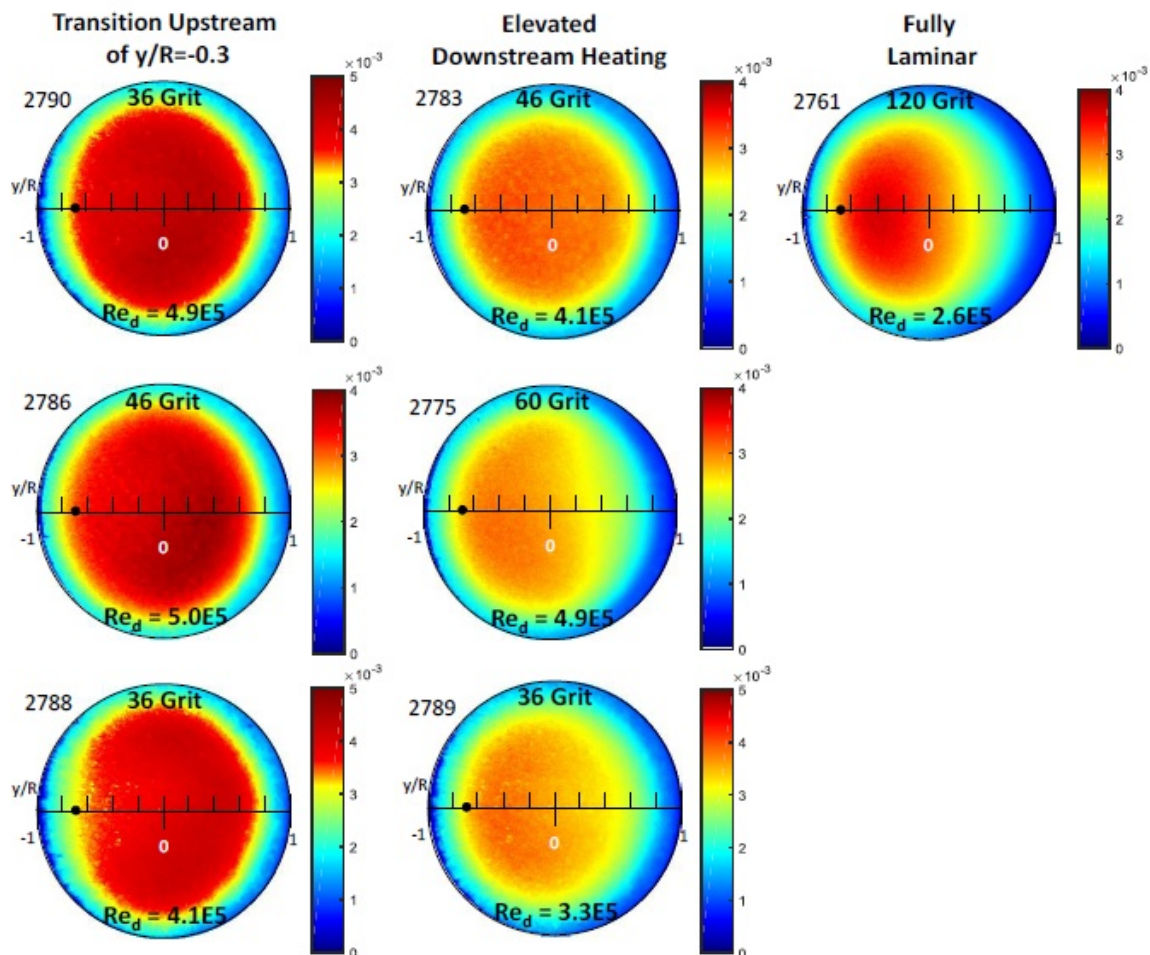 Transition Upstream
of y/R=-0.3
Elevated
Downstream Heating
Fully
Laminar
2790
36 Grit
y/R
-1
0
1
Re_d = 4.9E5
×10⁻³
5
4
3
2
1
0
2783
46 Grit
y/R
-1
0
1
Re_d = 4.1E5
×10⁻³
4
3
2
1
0
2761
120 Grit
y/R
-1
0
1
Re_d = 2.6E5
×10⁻³
4
3
2
1
0
2786
46 Grit
y/R
-1
0
1
Re_d = 5.0E5
×10⁻³
4
3
2
1
0
2775
60 Grit
y/R
-1
0
1
Re_d = 4.9E5
×10⁻³
4
3
2
1
0
2788
36 Grit
y/R
-1
0
1
Re_d = 4.1E5
×10⁻³
5
4
3
2
1
0
2789
36 Grit
y/R
-1
0
1
Re_d = 3.3E5
×10⁻³
5
4
3
2
1
0